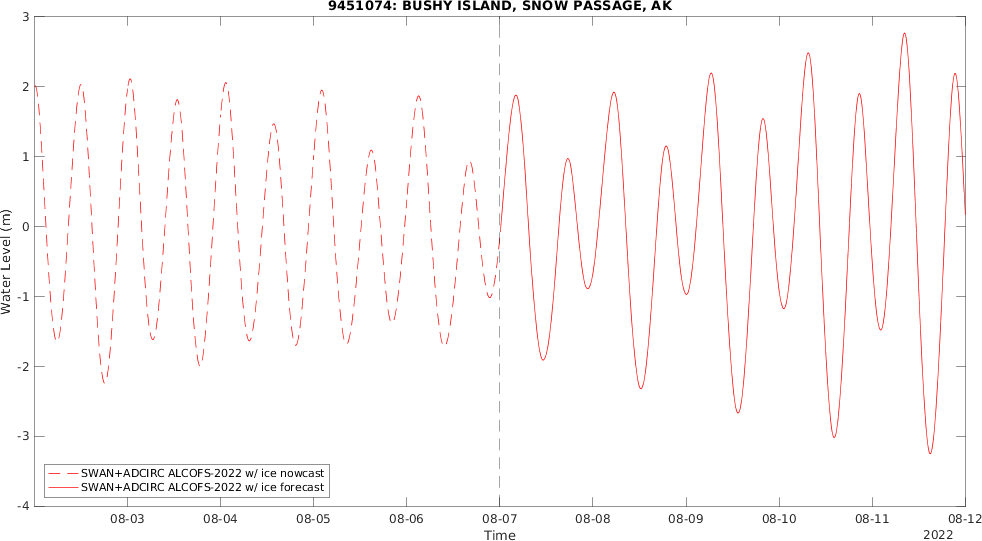 9451074: BUSHY ISLAND, SNOW PASSAGE, AK
3
2
1
0
-1
-2
-3
-4
Water Level (m)
SWAN+ADCIRC ALCOFS-2022 w/ ice nowcast
SWAN+ADCIRC ALCOFS-2022 w/ ice forecast
08-03 08-04 08-05 08-06 08-07 08-08 08-09 08-10 08-11 08-12
Time
2022